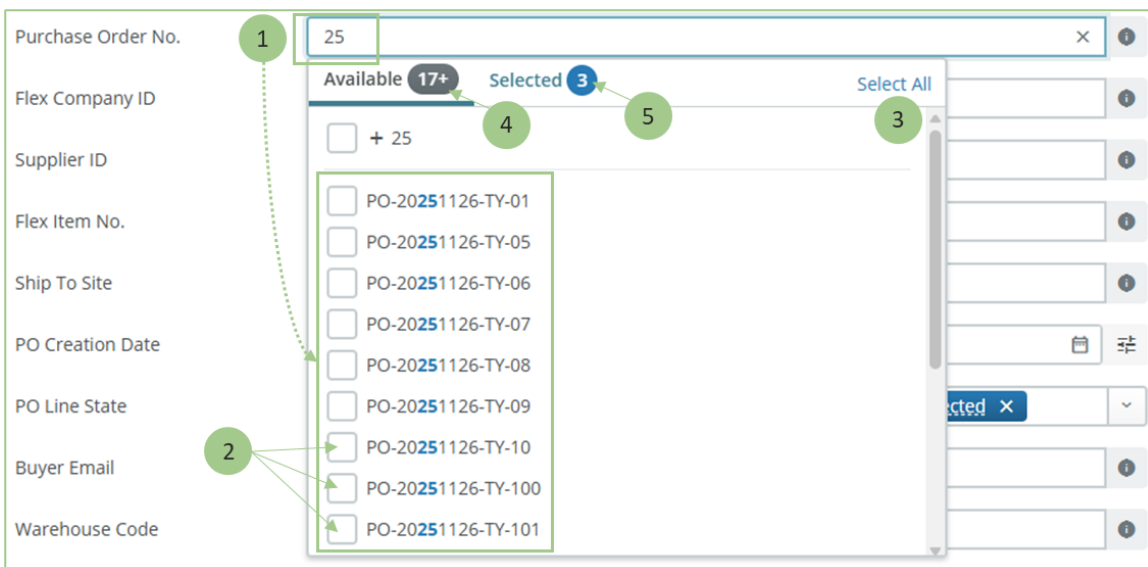 Purchase Order No.
1
25
Available 17+
Selected 3
Select All
4
5
3
Flex Company ID
+ 25
Supplier ID
PO-20251126-TY-01
Flex Item No.
PO-20251126-TY-05
PO-20251126-TY-06
Ship To Site
PO-20251126-TY-07
PO Creation Date
PO-20251126-TY-08
PO Line State
PO-20251126-TY-09
cted
2
PO-20251126-TY-10
Buyer Email
PO-20251126-TY-100
Warehouse Code
PO-20251126-TY-101